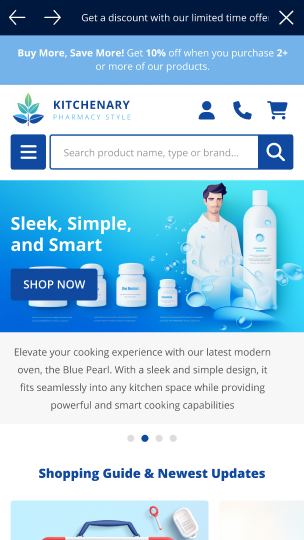 Get a discount with our limited time offer
Buy More, Save More! Get 10% off when you purchase 2+
or more of our products.
KITCHENARY
PHARMACY STYLE
Search product name, type or brand...
Sleek, Simple,
and Smart
SHOP NOW
Elevate your cooking experience with our latest modern
oven, the Blue Pearl. With a sleek and simple design, it
fits seamlessly into any kitchen space while providing
powerful and smart cooking capabilities
Shopping Guide & Newest Updates